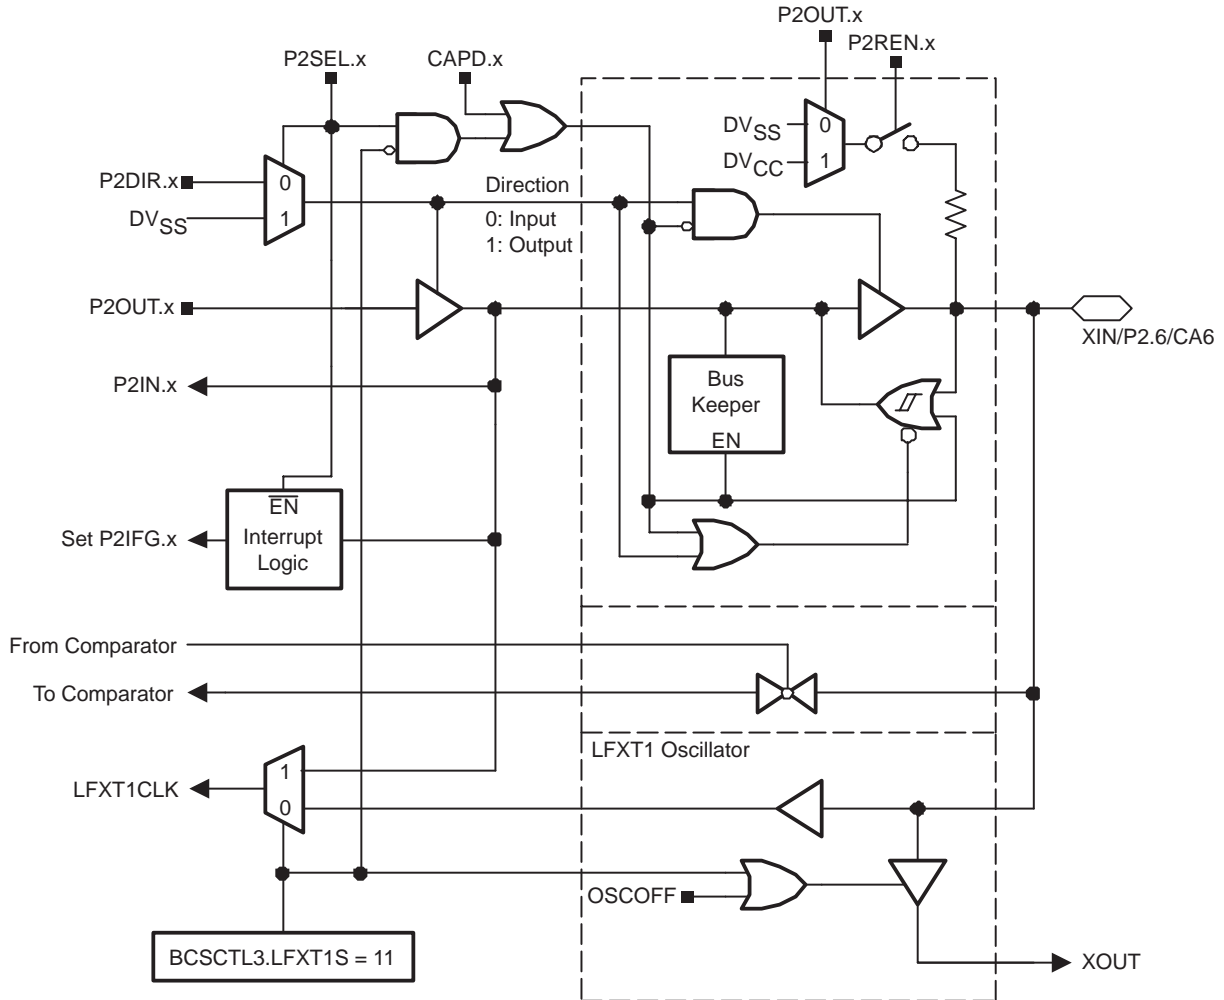 P2OUT.x
P2REN.x
P2SEL.x
CAPD.x
DVSS
0
DVCC
1
P2DIR.x
0
DVSS
1
Direction
0: Input
1: Output
P2OUT.x
XIN/P2.6/CA6
P2IN.x
Bus
Keeper
EN
EN
Set P2IFG.x
Interrupt
Logic
From Comparator
To Comparator
LFXT1 Oscillator
1
LFXT1CLK
0
OSCOFF
BCSCTL3.LFXT1S = 11
XOUT